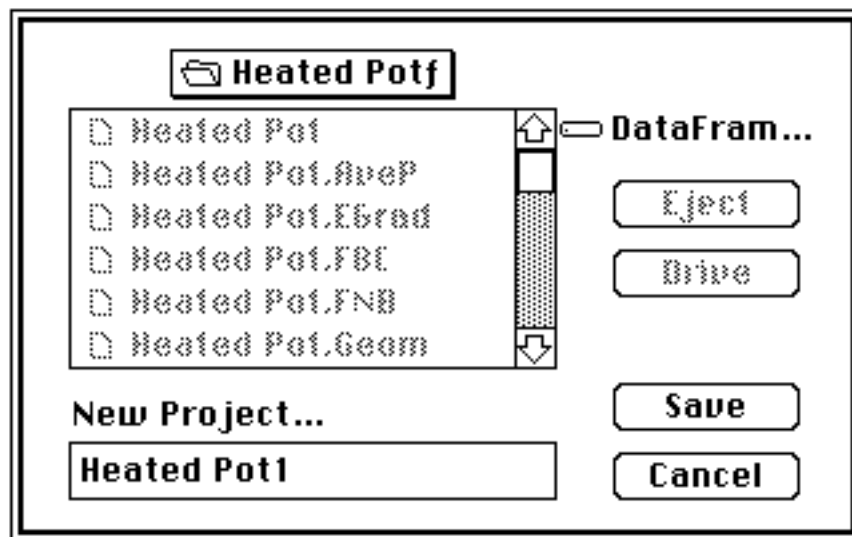 Heated Potƒ
Heated Pot
Heated Pot.AveP
Heated Pot.EGrad
Heated Pot.FBC
Heated Pot.FNB
Heated Pot.Geom
DataFram...
Eject
Drive
New Project...
Heated Pot1
Save
Cancel